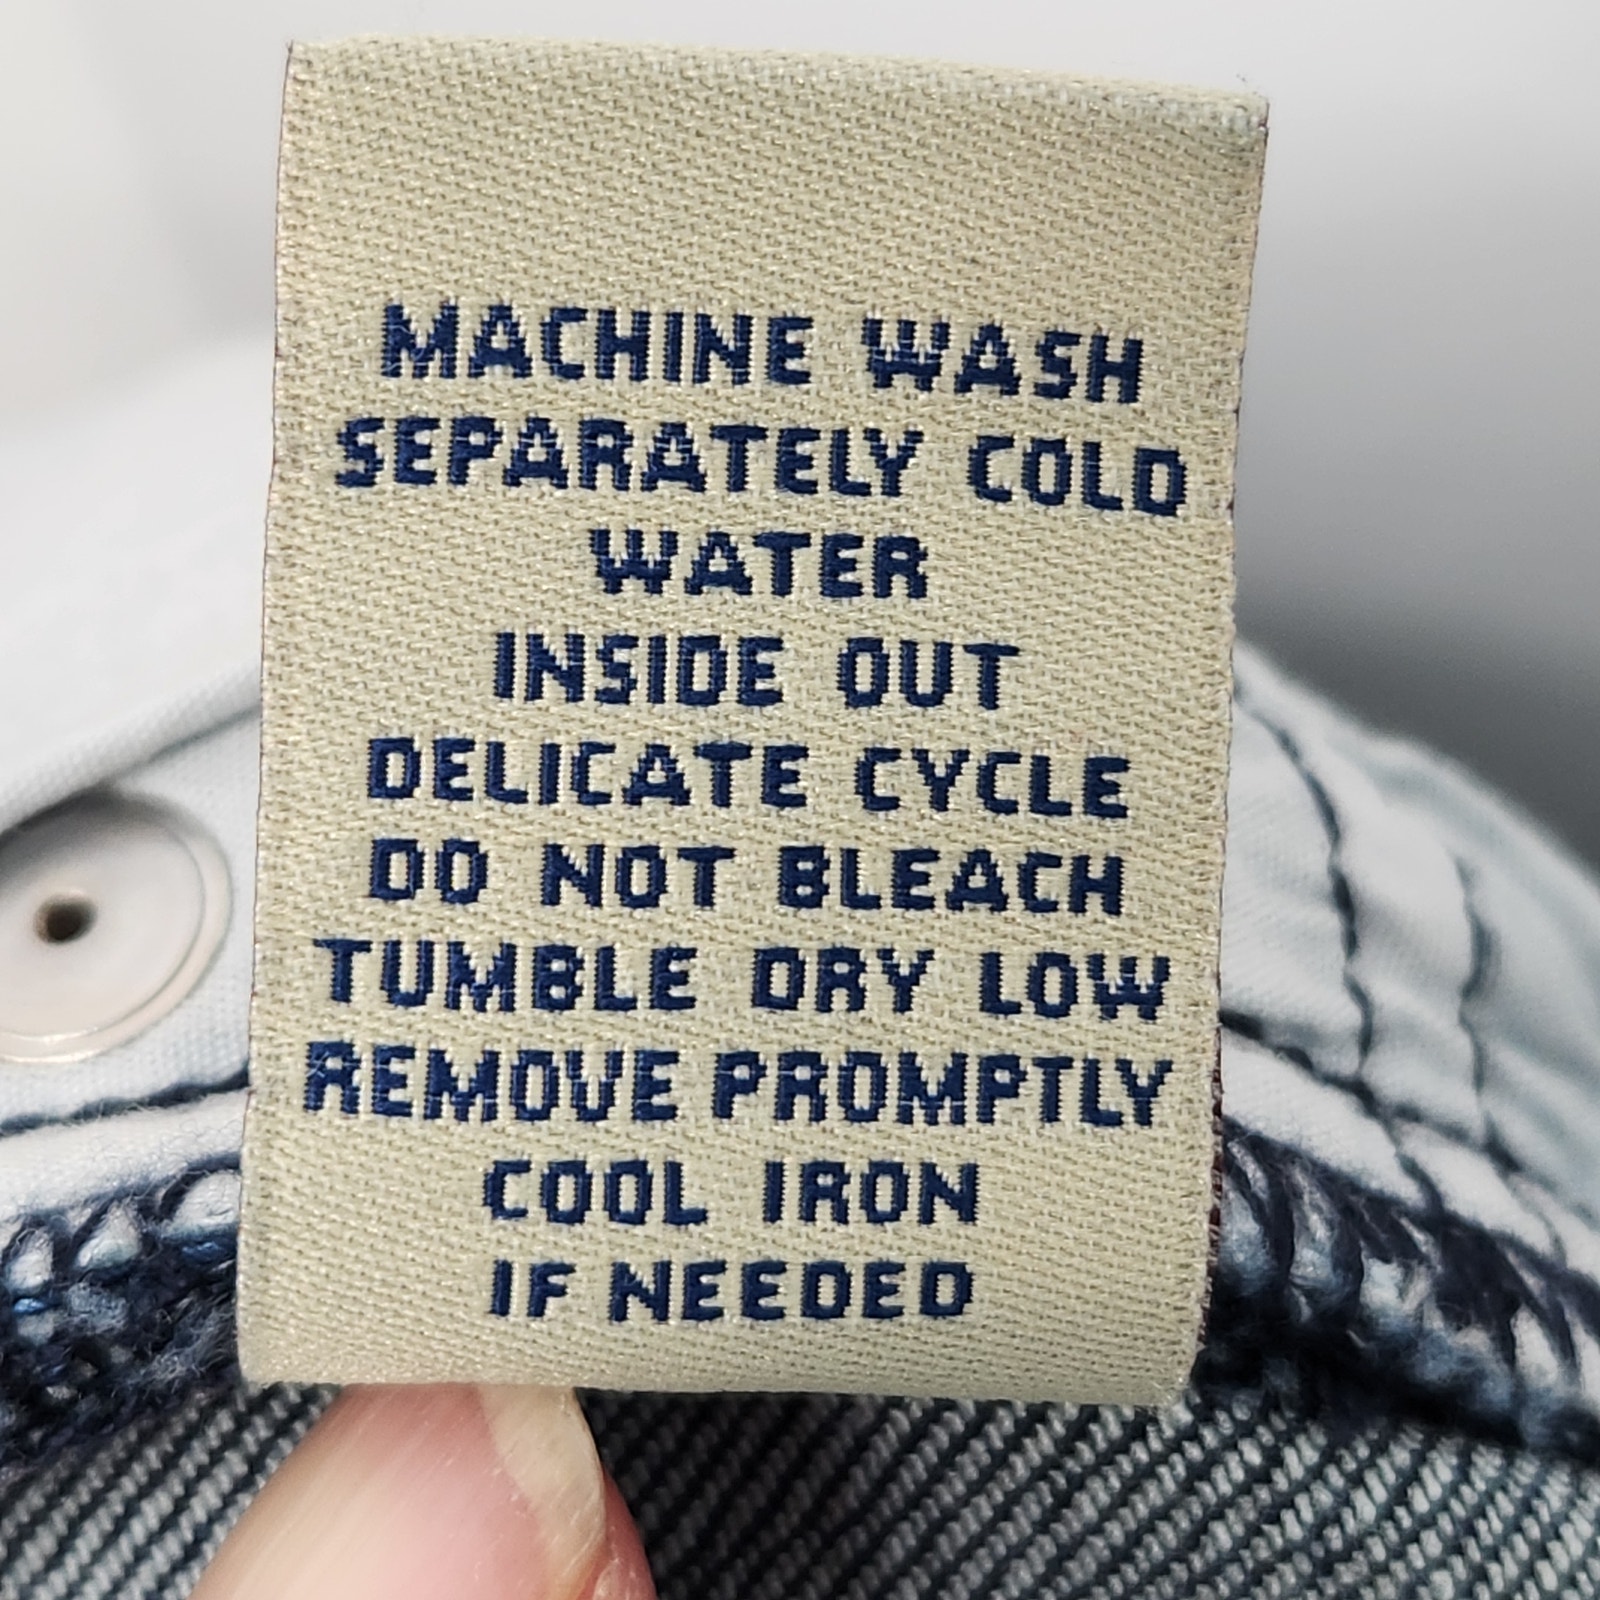 MACHINE WASH
SEPARATELY COLD
WATER
INSIDE OUT
DELICATE CYCLE
DO NOT BLEACH
TUMBLE DRY LOW
REMOVE PROMPTLY
COOL IRON
IF NEEDED